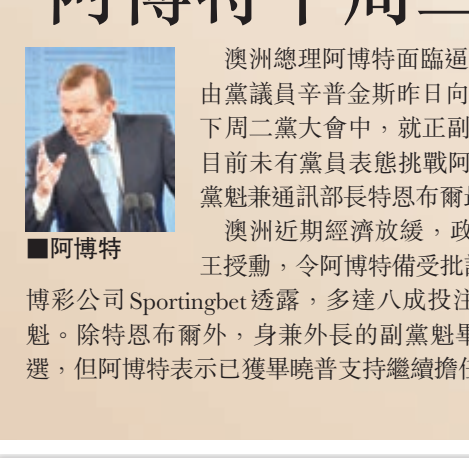 阿博特下周二
澳洲總理阿博特面臨逼
由黨議員辛普金斯昨日向
下周二黨大會中，就正副
目前未有黨員表態挑戰阿
黨魁兼通訊部長特恩布爾
■阿博特
澳洲近期經濟放緩，政
王授勳，令阿博特備受批
博彩公司Sportingbet透露，多達八成投注
魁。除特恩布爾外，身兼外長的副黨魁畢
選，但阿博特表示已獲畢曉普支持繼續擔任